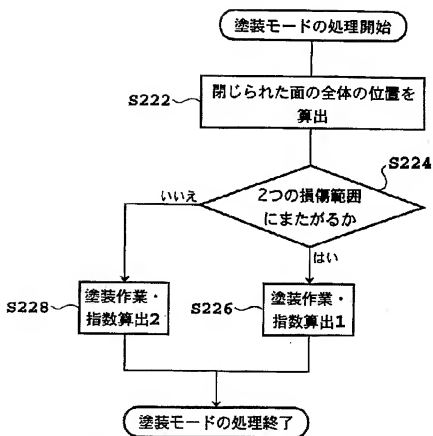 塗装モードの処理開始
S222
閉じられた面の全体の位置を
算出
S224
2つの損傷範囲
にまたがるか
いいえ
はい
S228
塗装作業・
指数算出2
S226
塗装作業・
指数算出1
塗装モードの処理終了